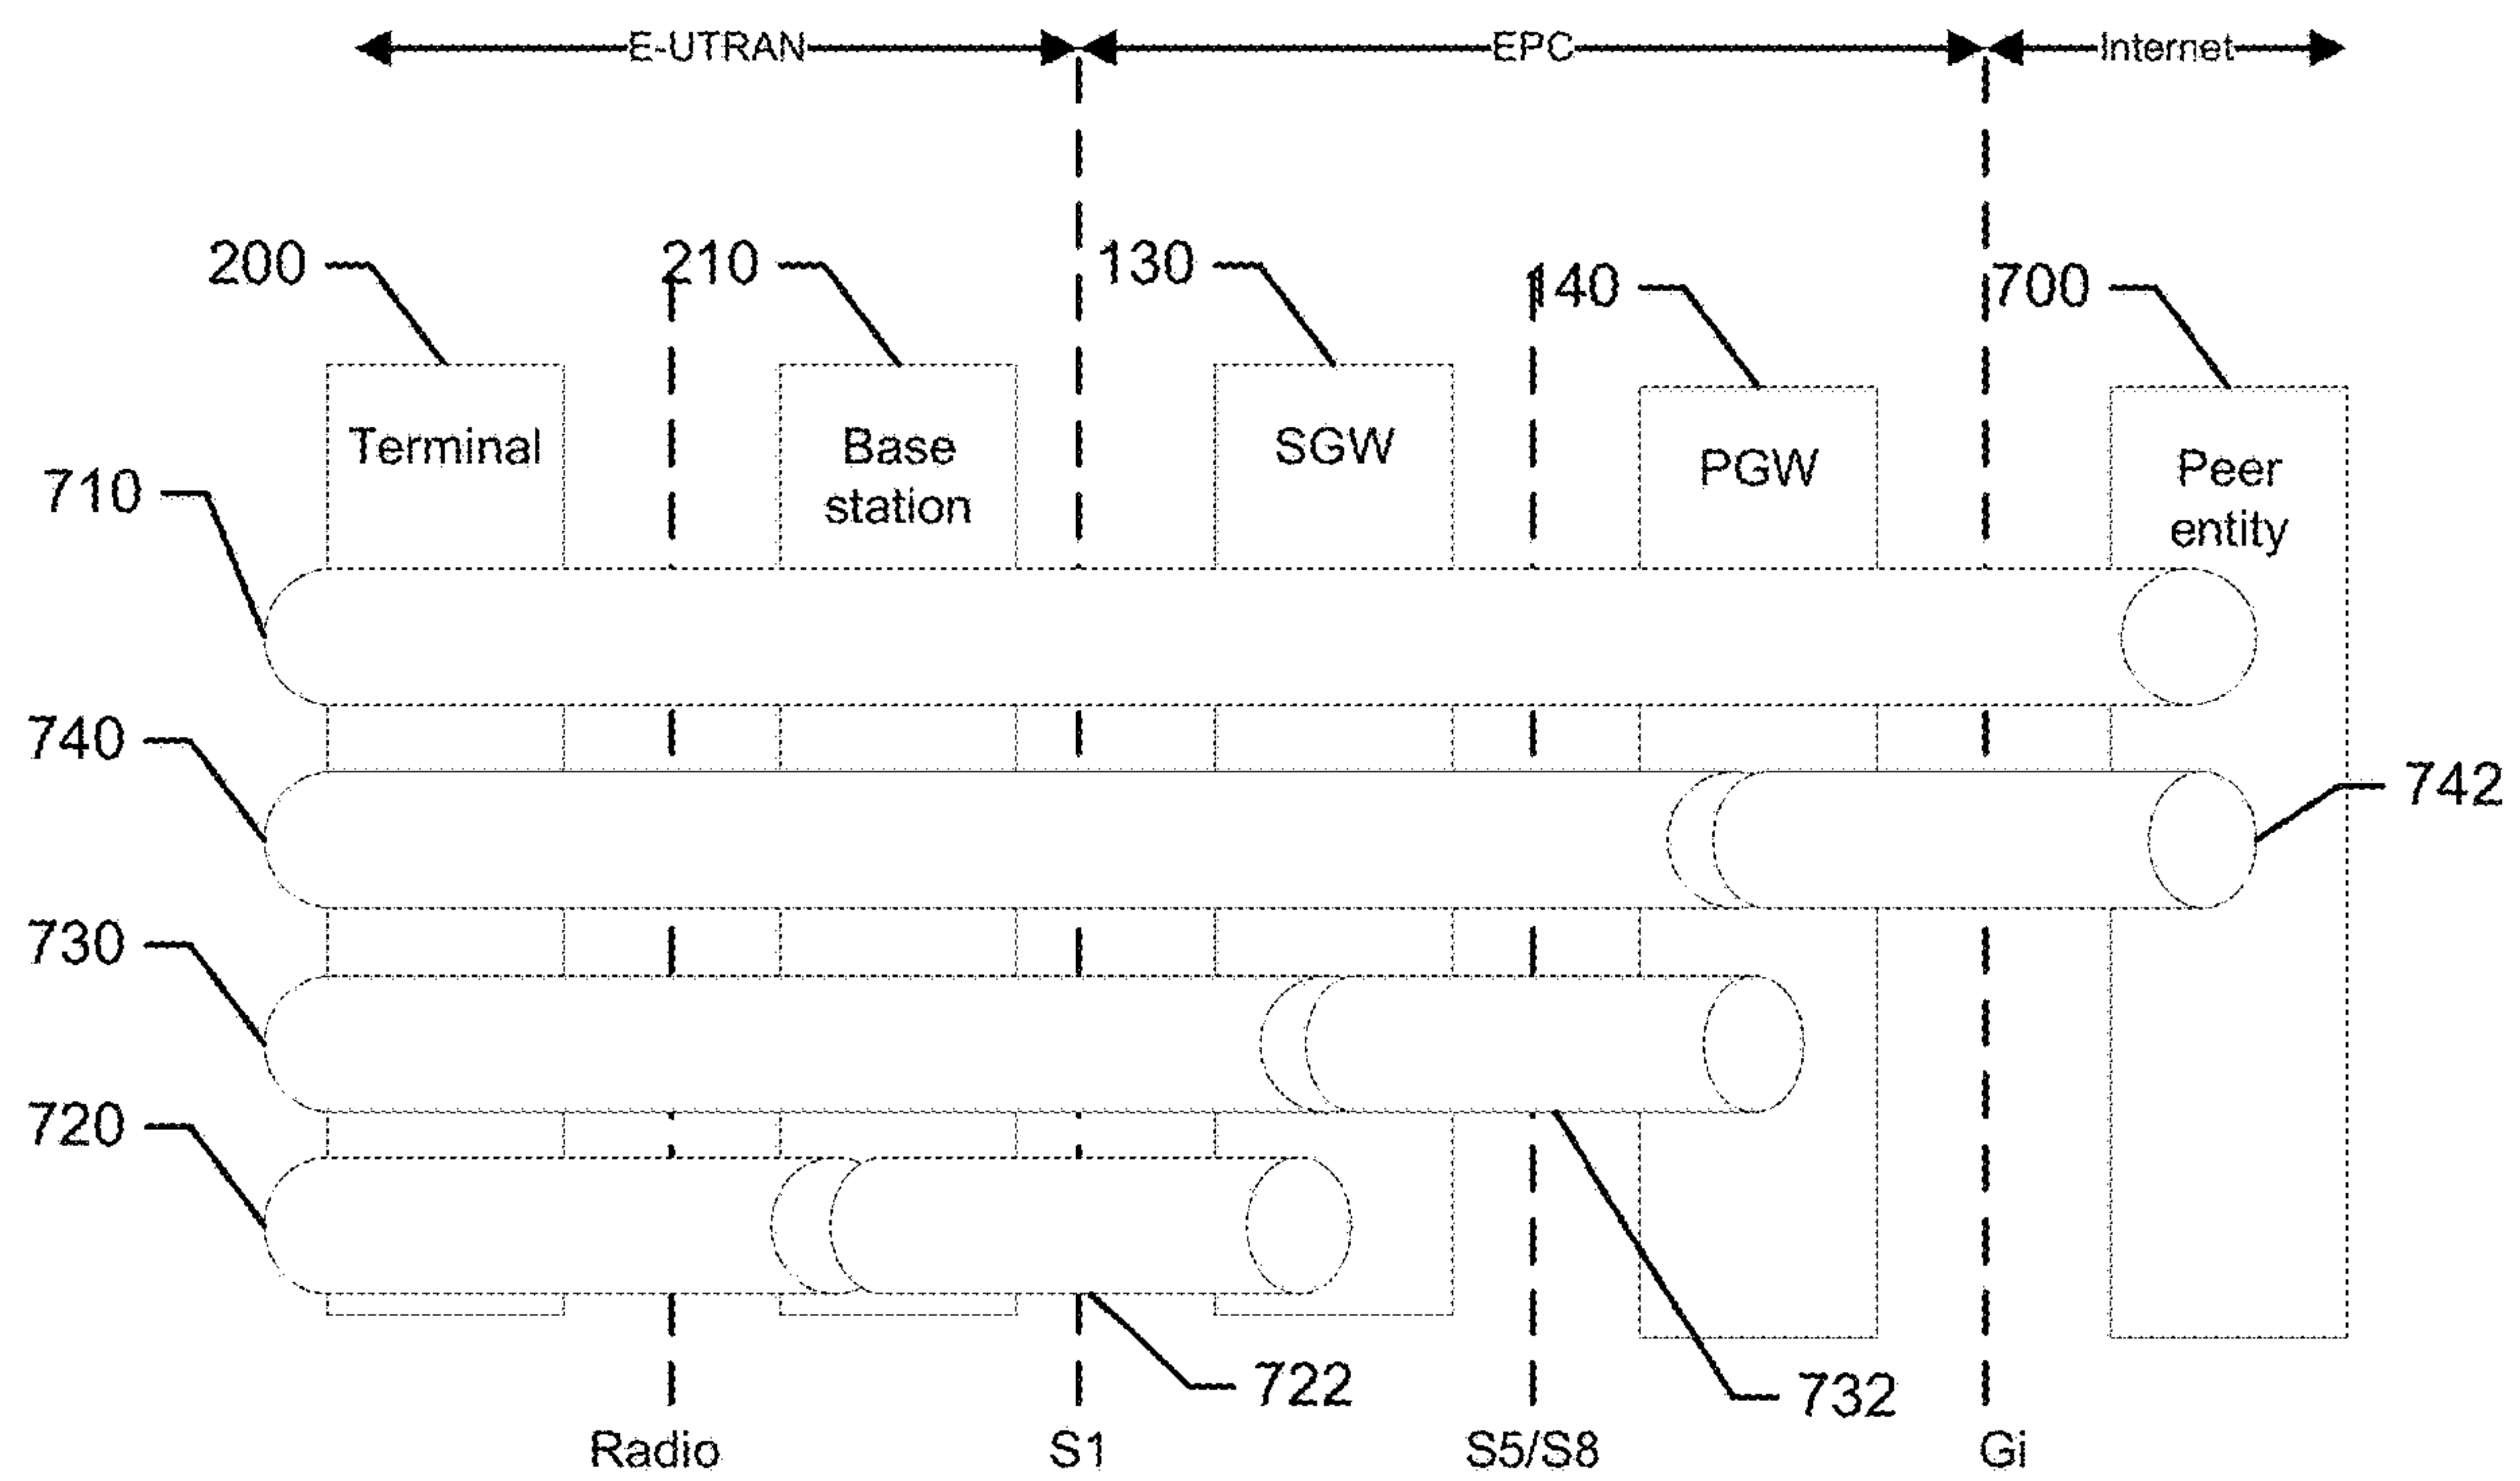 E-UTRAN EPC Internet
200 210 130 140 700
Terminal Base station SGW PGW Peer entity
710
740
742
730
720
722
732
Radio S1 S5/S8 Gi